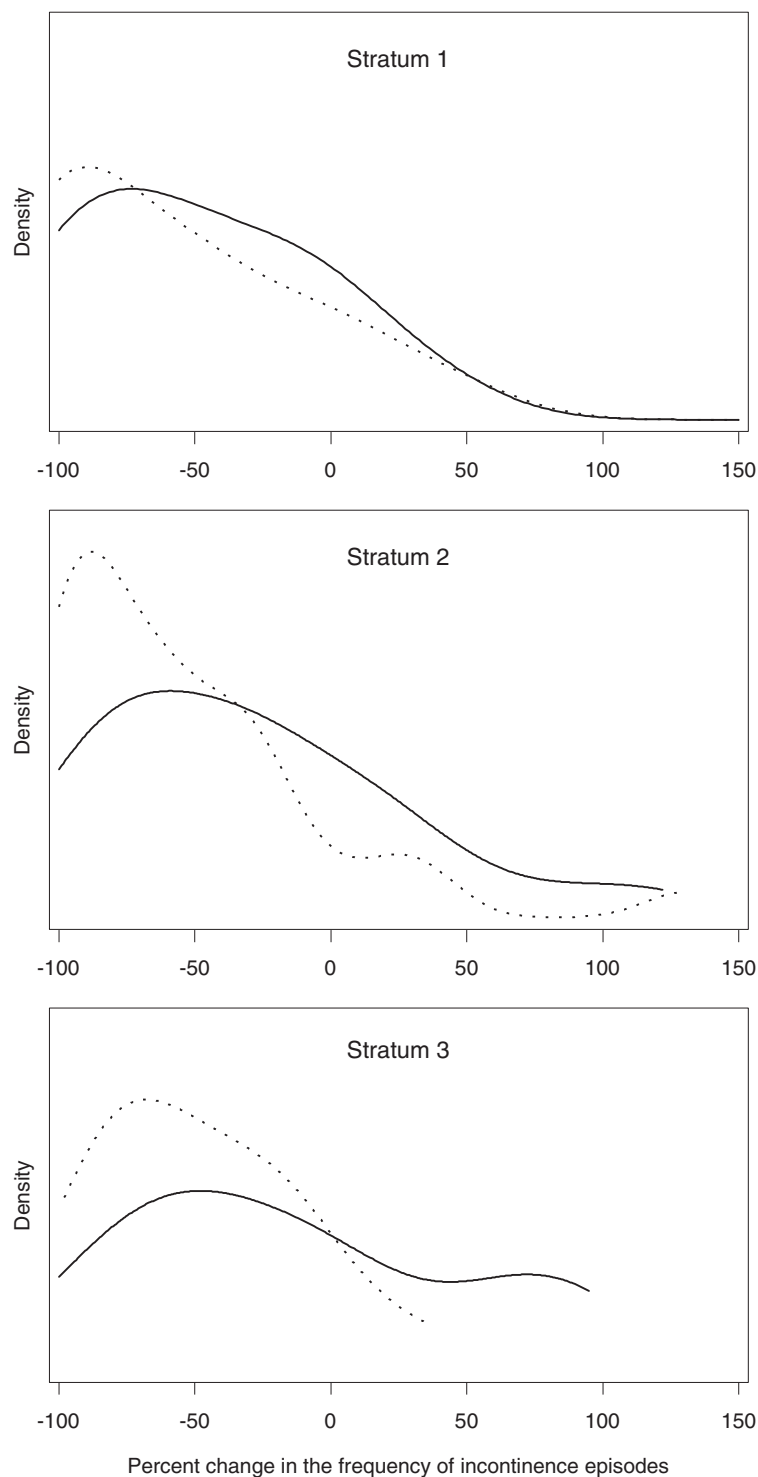 Stratum 1
Density
-100 -50 0 50 100 150
Stratum 2
Density
-100 -50 0 50 100 150
Stratum 3
Density
-100 -50 0 50 100 150
Percent change in the frequency of incontinence episodes